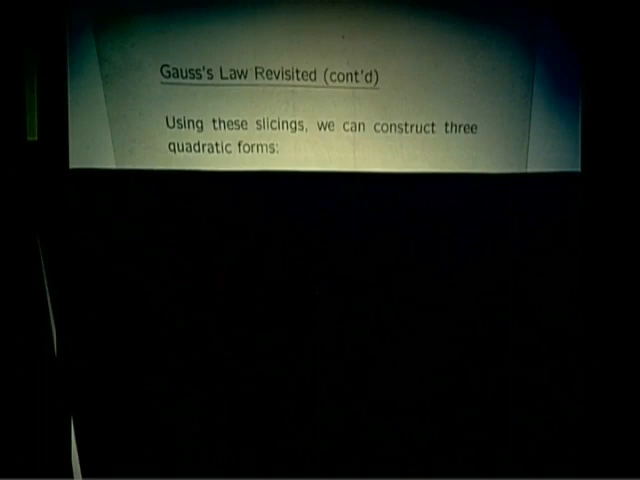 Gauss's Law Revisited (cont'd)
Using these slicings, we can construct three
quadratic forms: